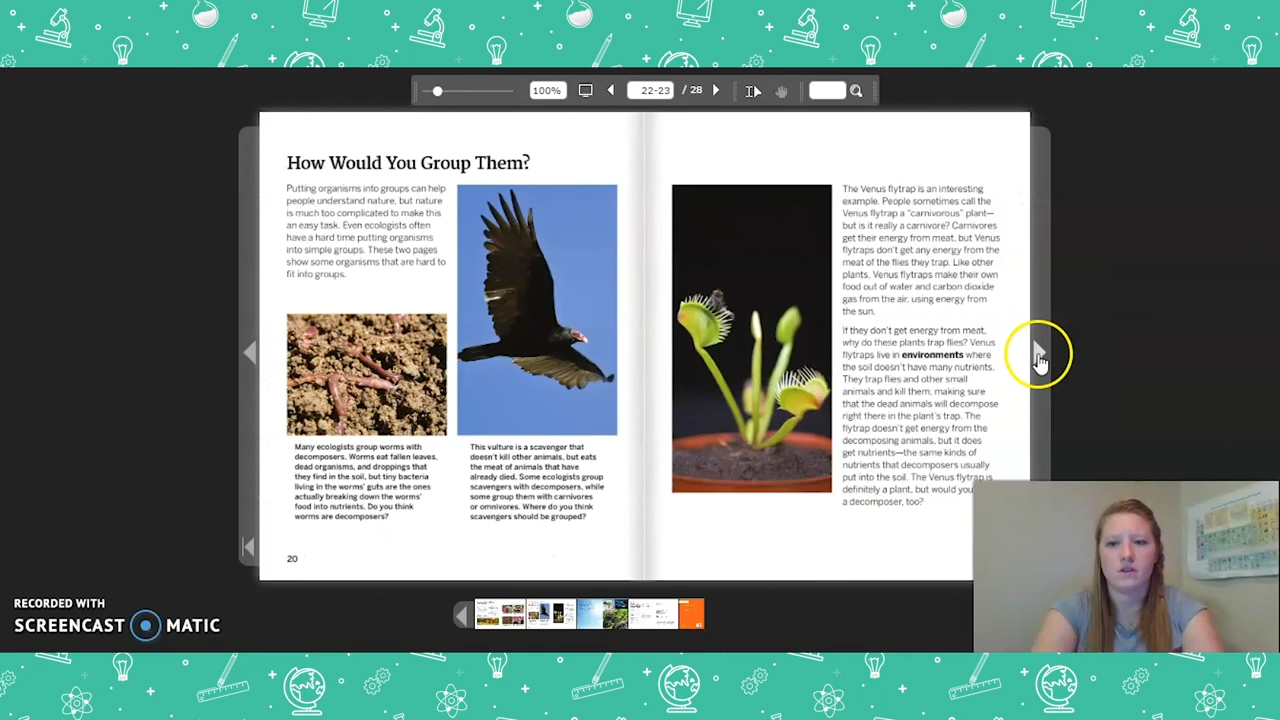 100%
22-23 / 28
How Would You Group Them?
Putting organisms into groups can help
people understand nature, but nature
is much too complicated to make this
an easy task. Even ecologists often
have a hard time putting organisms
into simple groups. These two pages
show some organisms that are hard to
fit into groups.
Many ecologists group worms with
decomposers. Worms eat fallen leaves,
dead organisms, and droppings that
they find in the soil, but tiny bacteria
living in the worms' guts are the ones
actually breaking down the worms'
food into nutrients. Do you think
worms are decomposers?
This vulture is a scavenger that
doesn't kill other animals, but eats
the meat of animals that have
already died. Some ecologists group
scavengers with decomposers, while
some group them with carnivores
or omnivores. Where do you think
scavengers should be grouped?
20
The Venus flytrap is an interesting
example. People sometimes call the
Venus flytrap a "carnivorous" plant—
but is it really a carnivore? Carnivores
get their energy from meat, but Venus
flytraps don't get any energy from the
meat of the flies they trap. Like other
plants, Venus flytraps make their own
food out of water and carbon dioxide
gas from the air, using energy from
the sun.
If they don't get energy from meat,
why do these plants trap flies? Venus
flytraps live in environments where
the soil doesn't have many nutrients.
They trap flies and other small
animals and kill them, making sure
that the dead animals will decompose
right there in the plant's trap. The
flytrap doesn't get energy from the
decomposing animals, but it does
get nutrients—the same kinds of
nutrients that decomposers usually
put into the soil. The Venus flytrap is
definitely a plant, but would you
a decomposer, too?
RECORDED WITH
SCREENCAST MATIC